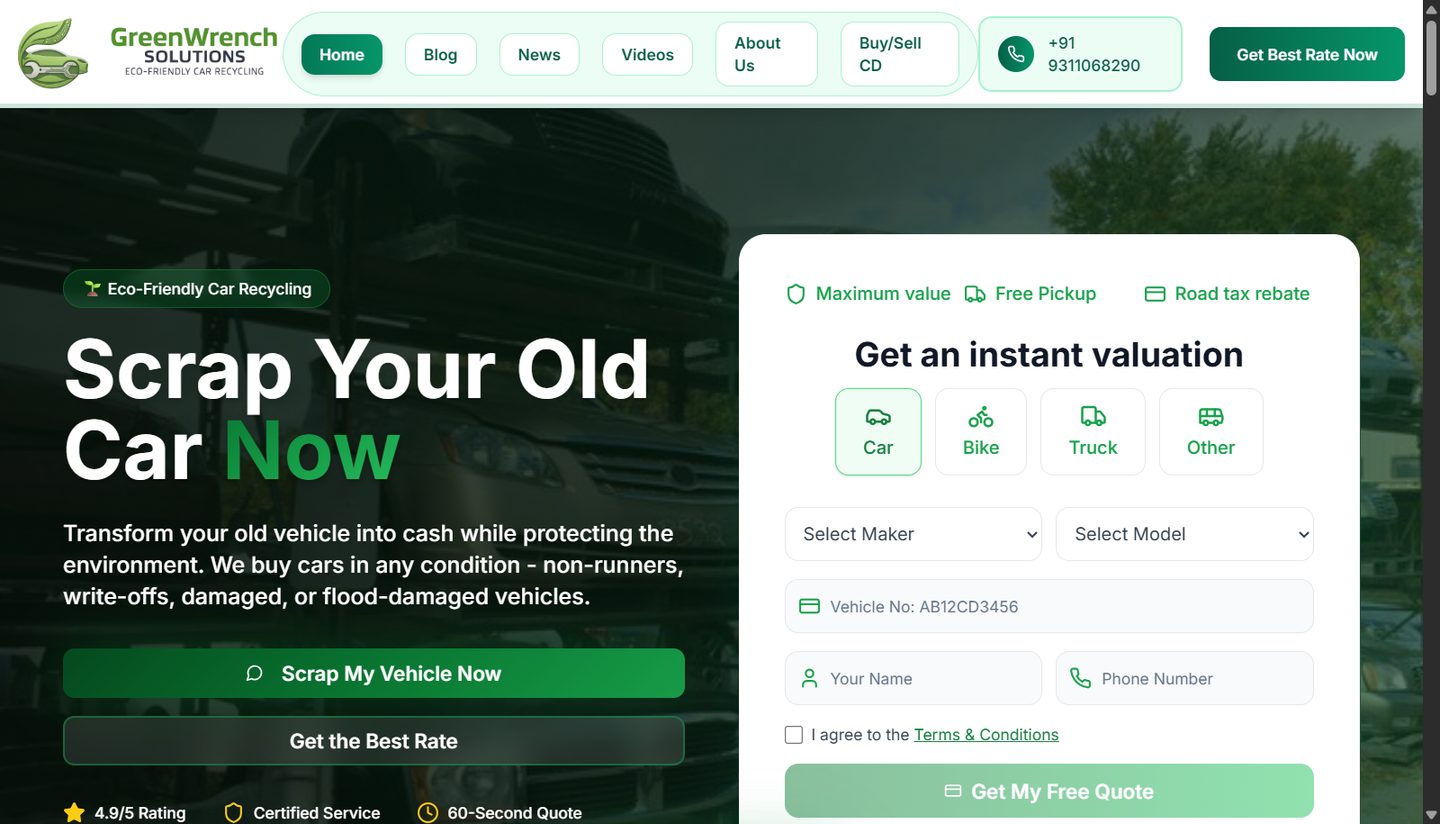 GreenWrench
SOLUTIONS
ECO-FRIENDLY CAR RECYCLING
Home
Blog
News
Videos
About
Us
Buy/Sell
CD
+91
9311068290
Get Best Rate Now
Eco-Friendly Car Recycling
Scrap Your Old
Car Now
Transform your old vehicle into cash while protecting the
environment. We buy cars in any condition - non-runners,
write-offs, damaged, or flood-damaged vehicles.
Scrap My Vehicle Now
Get the Best Rate
4.9/5 Rating
Certified Service
60-Second Quote
Maximum value
Free Pickup
Road tax rebate
Get an instant valuation
Car
Bike
Truck
Other
Select Maker
Select Model
Vehicle No: AB12CD3456
Your Name
Phone Number
I agree to the Terms & Conditions
Get My Free Quote